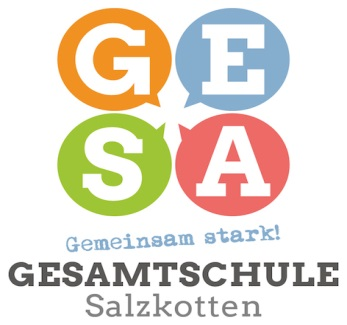 GE
SA
Gemeinsam stark!
GESAMTSCHULE
Salzkotten